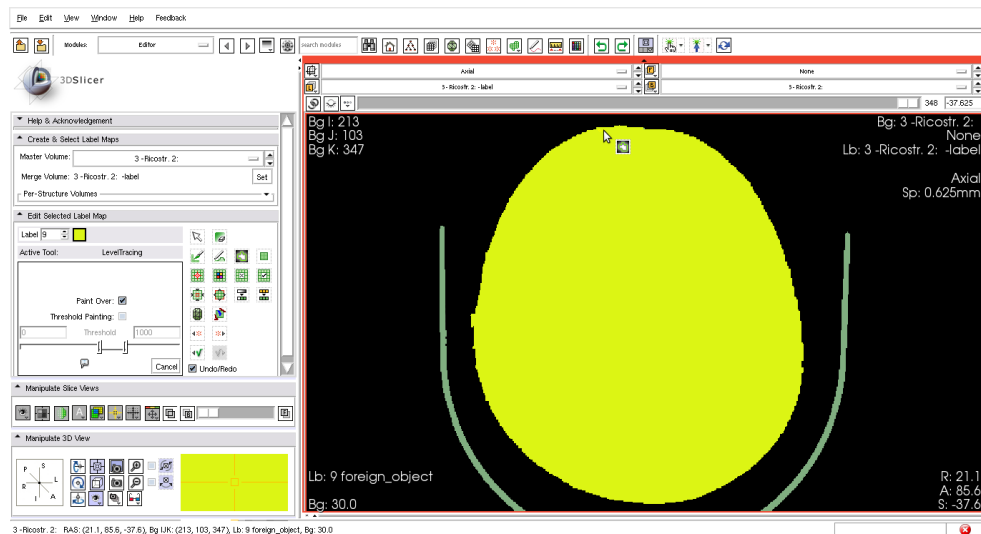 File Edit View Window Help Feedback
Modules: Editor search modules
3DSlicer
Help & Acknowledgement
Create & Select Label Maps
Master Volume: 3 -Ricostr. 2:
Merge Volume: 3 -Ricostr. 2: -label Set
Per-Structure Volumes
Edit Selected Label Map
Label 9
Active Tool: LevelTracing
Paint Over:
Threshold Painting:
0 Threshold 1000
Cancel
Undo/Redo
Manipulate Slice Views
Manipulate 3D View
P S
R L
I A
Axial None
3 - Ricostr. 2: -label 3 - Ricostr. 2:
348 -37.625
Bg I: 213
Bg J: 103
Bg K: 347
Bg: 3 -Ricostr. 2:
None
Lb: 3 -Ricostr. 2: -label
Axial
Sp: 0.625mm
Lb: 9 foreign_object
Bg: 30.0
R: 21.1
A: 85.6
S: -37.6
3 -Ricostr. 2: RAS: (21.1, 85.6, -37.6), Bg IJK: (213, 103, 347), Lb: 9 foreign_object, Bg: 30.0